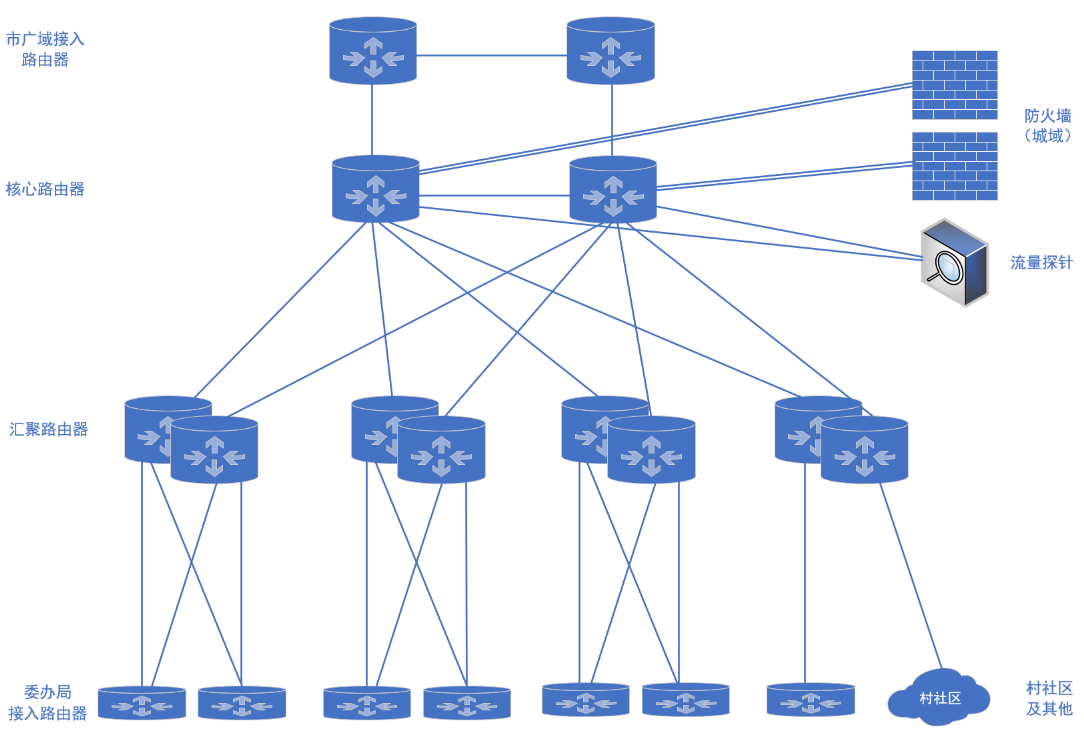 市广域接入
路由器
防火墙
（城域）
核心路由器
流量探针
汇聚路由器
委办局
接入路由器
村社区
村社区
及其他